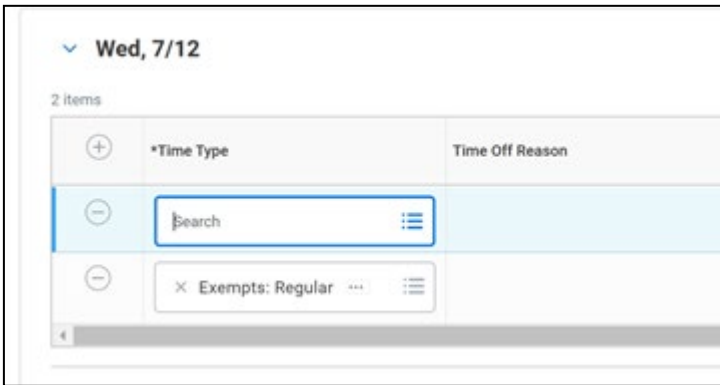 Wed, 7/12
2 items
*Time Type Time Off Reason
Search
× Exempts: Regular ...